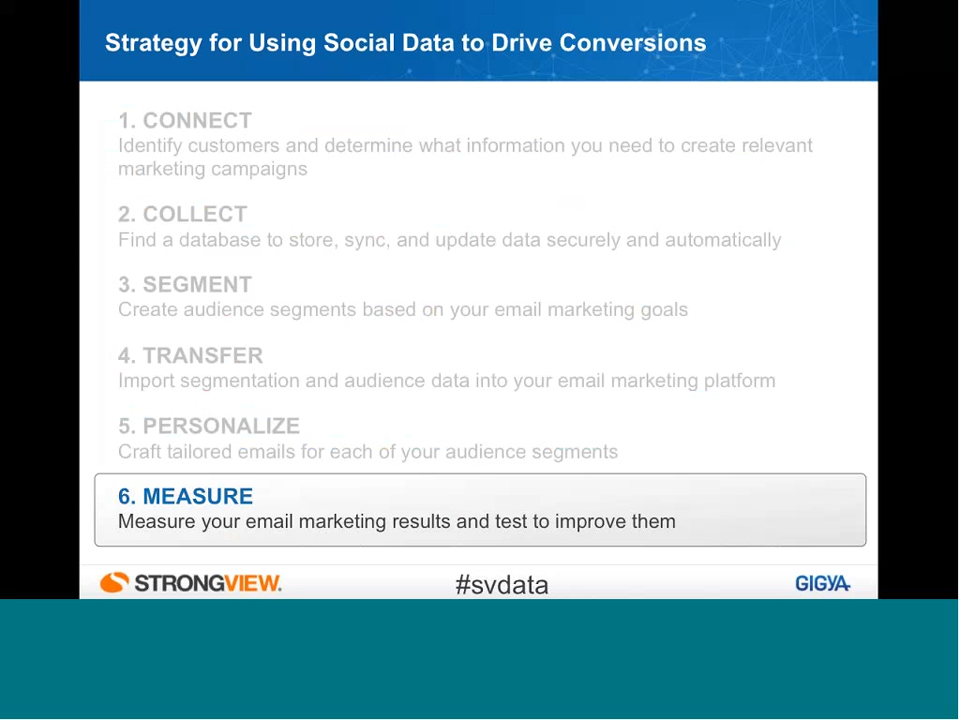 Strategy for Using Social Data to Drive Conversions
1. CONNECT
Identify customers and determine what information you need to create relevant
marketing campaigns
2. COLLECT
Find a database to store, sync, and update data securely and automatically
3. SEGMENT
Create audience segments based on your email marketing goals
4. TRANSFER
Import segmentation and audience data into your email marketing platform
5. PERSONALIZE
Craft tailored emails for each of your audience segments
6. MEASURE
Measure your email marketing results and test to improve them
STRONGVIEW. #svdata GIGYA